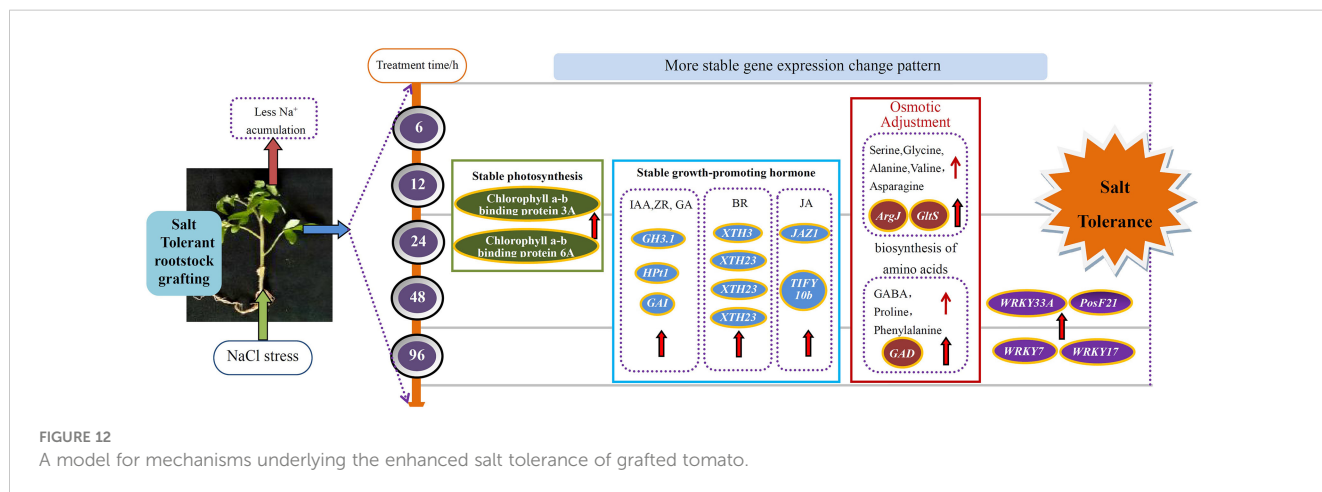 Treatment time/h
More stable gene expression change pattern
Less Na⁺
acumulation
Salt
Tolerant
rootstock
grafting
NaCl stress
6
12
24
48
96
Stable photosynthesis
Chlorophyll a-b
binding protein 3A
Chlorophyll a-b
binding protein 6A
Stable growth-promoting hormone
IAA,ZR, GA
GH3.1
HPt1
GAI
BR
XTH3
XTH23
XTH23
XTH23
JA
JAZ1
TIFY
10b
Osmotic
Adjustment
Serine,Glycine,
Alanine,Valine,
Asparagine
ArgJ
GltS
biosynthesis of
amino acids
GABA,
Proline,
Phenylalanine
GAD
WRKY33A
PosF21
WRKY7
WRKY17
Salt
Tolerance
FIGURE 12
A model for mechanisms underlying the enhanced salt tolerance of grafted tomato.